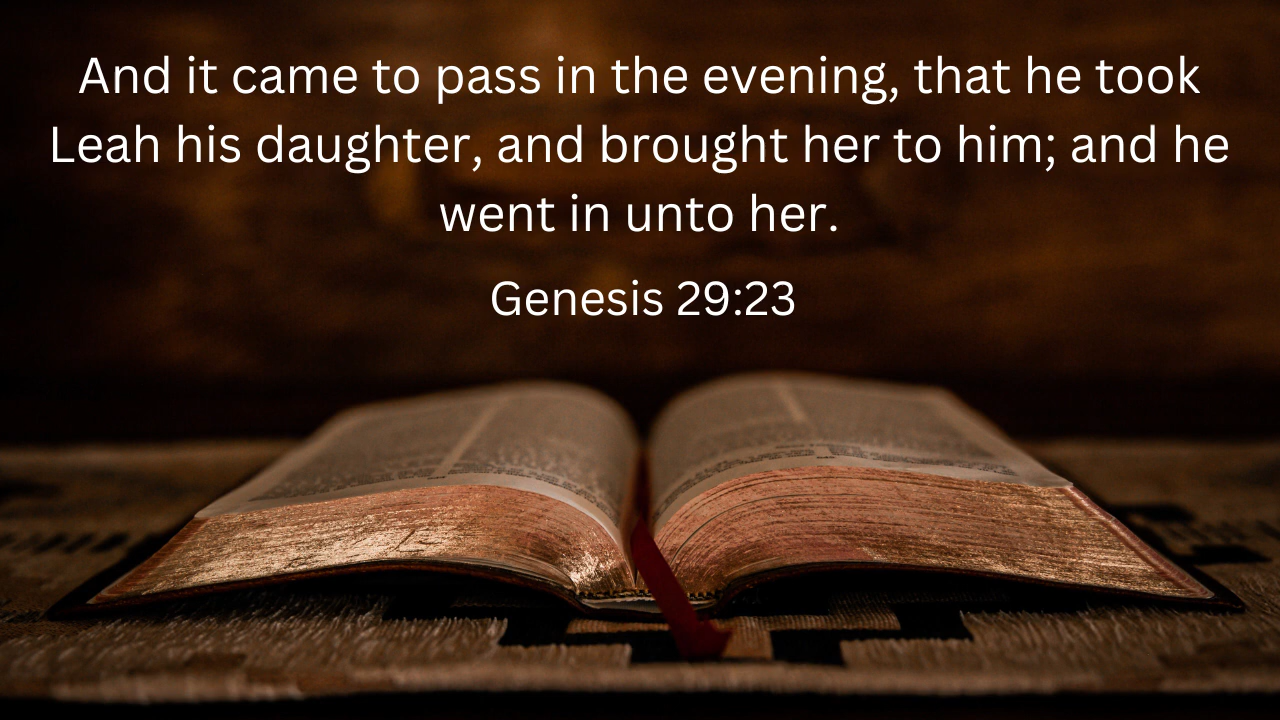 And it came to pass in the evening, that he took
Leah his daughter, and brought her to him; and he
went in unto her.
Genesis 29:23